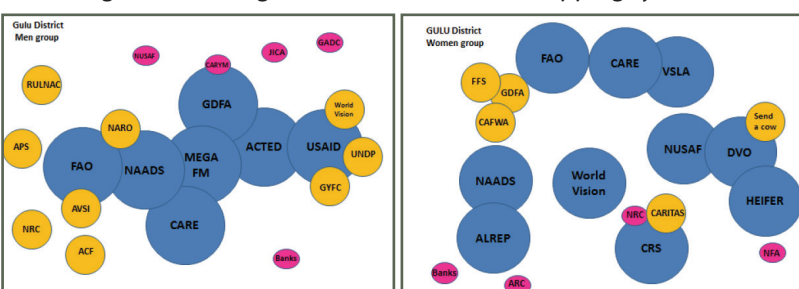 Gulu District
Men group
NUSAF
CARYM
JICA
GADC
RULNAC
GDFA
World
Vision
NARO
APS
FAO
NAADS
MEGA
FM
ACTED
USAID
UNDP
GYFC
AVSI
NRC
CARE
ACF
Banks
GULU District
Women group
FAO
CARE
VSLA
FFS
GDFA
CAFWA
Send
a cow
NUSAF
DVO
NAADS
World
Vision
HEIFER
NRC
CARITAS
ALREP
CRS
NFA
Banks
ARC